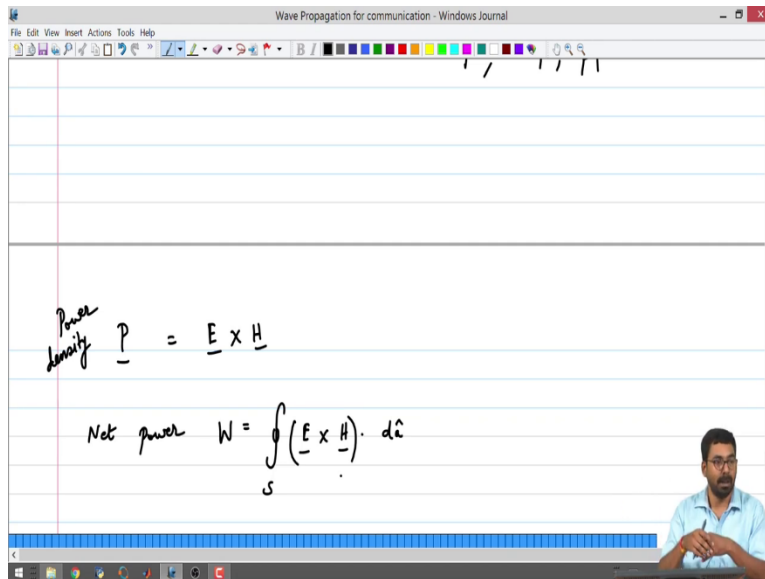 Wave Propagation for communication - Windows Journal
File Edit View Insert Actions Tools Help
B I
Power
density P = E × H
Net power W = ∮ (E × H) . dâ
S